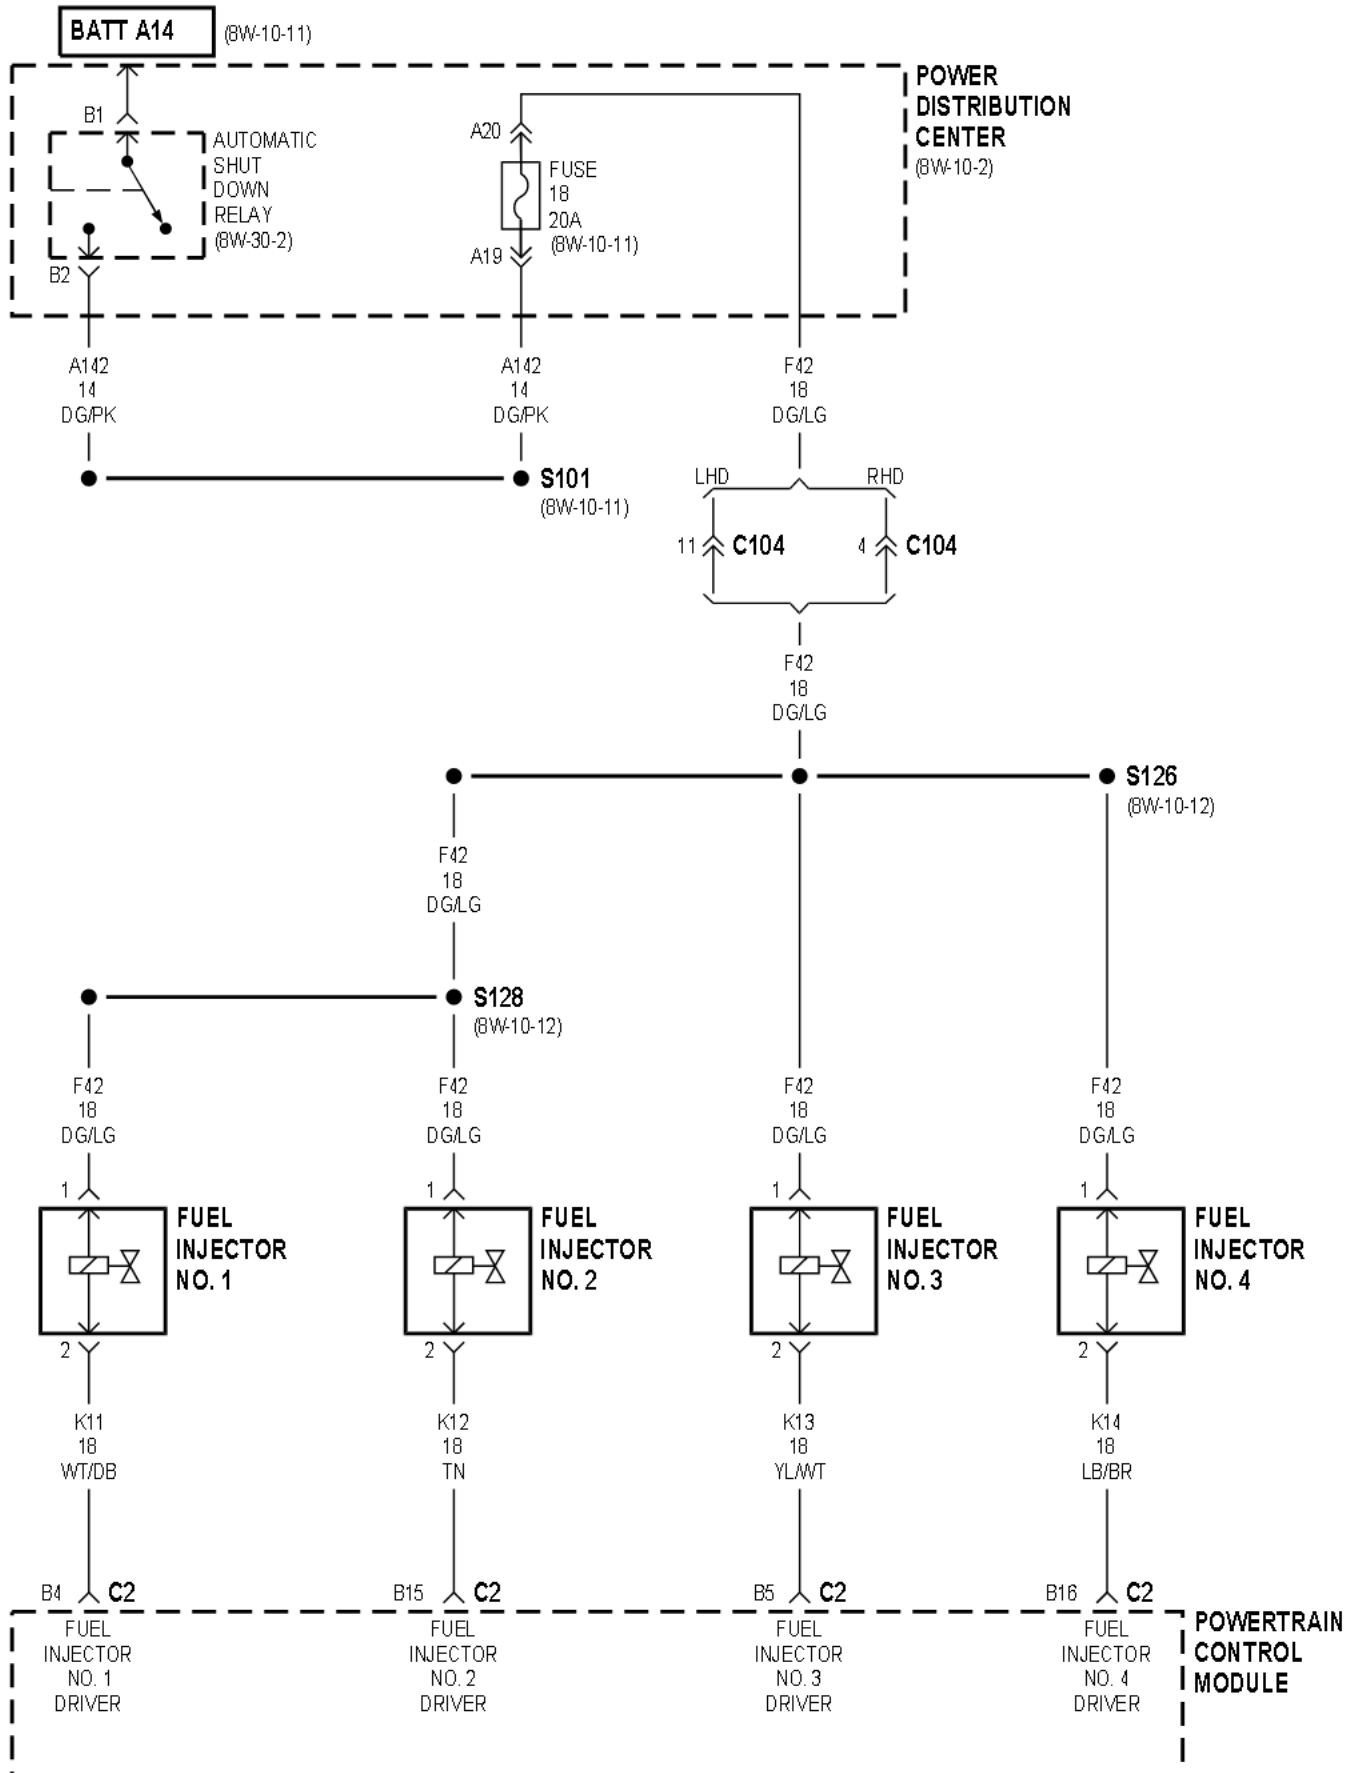 BATT A14
(8W-10-11)
POWER
DISTRIBUTION
CENTER
(8W-10-2)
B1
AUTOMATIC
SHUT
DOWN
RELAY
(8W-30-2)
B2
A20
FUSE
18
20A
(8W-10-11)
A19
A142
14
DG/PK
A142
14
DG/PK
F42
18
DG/LG
S101
(8W-10-11)
LHD
RHD
11
C104
4
C104
F42
18
DG/LG
S126
(8W-10-12)
F42
18
DG/LG
S128
(8W-10-12)
F42
18
DG/LG
F42
18
DG/LG
F42
18
DG/LG
F42
18
DG/LG
1
FUEL
INJECTOR
NO. 1
2
1
FUEL
INJECTOR
NO. 2
2
1
FUEL
INJECTOR
NO. 3
2
1
FUEL
INJECTOR
NO. 4
2
K11
18
WT/DB
K12
18
TN
K13
18
YL/WT
K14
18
LB/BR
B4
C2
B15
C2
B5
C2
B16
C2
FUEL
INJECTOR
NO. 1
DRIVER
FUEL
INJECTOR
NO. 2
DRIVER
FUEL
INJECTOR
NO. 3
DRIVER
FUEL
INJECTOR
NO. 4
DRIVER
POWERTRAIN
CONTROL
MODULE